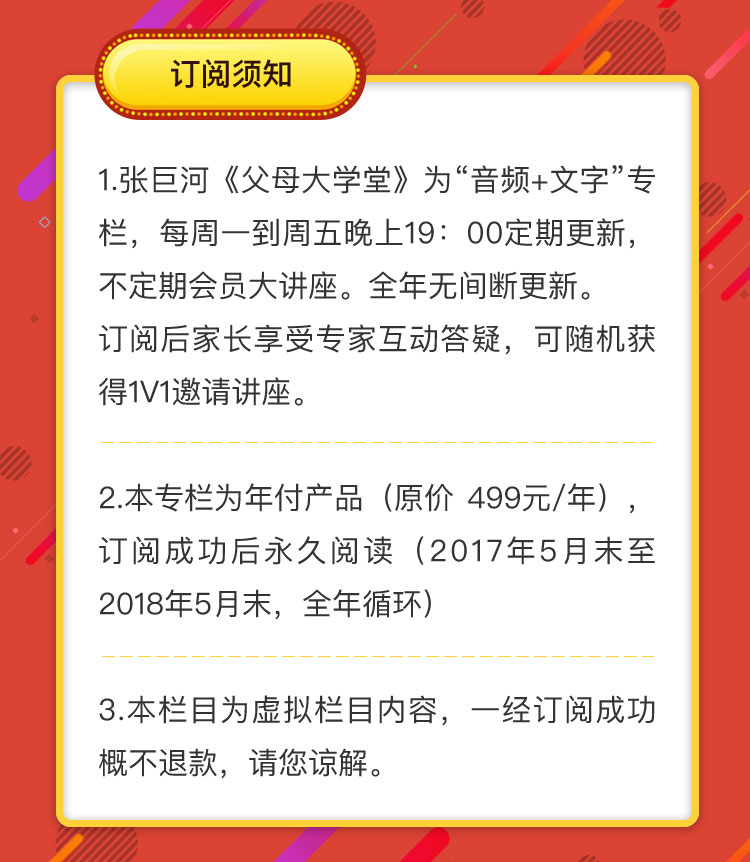 订阅须知
1.张巨河《父母大学堂》为“音频+文字”专
栏，每周一到周五晚上19：00定期更新，
不定期会员大讲座。全年无间断更新。
订阅后家长享受专家互动答疑，可随机获
得1V1邀请讲座。
2.本专栏为年付产品（原价 499元/年），
订阅成功后永久阅读（2017年5月末至
2018年5月末，全年循环）
3.本栏目为虚拟栏目内容，一经订阅成功
概不退款，请您谅解。